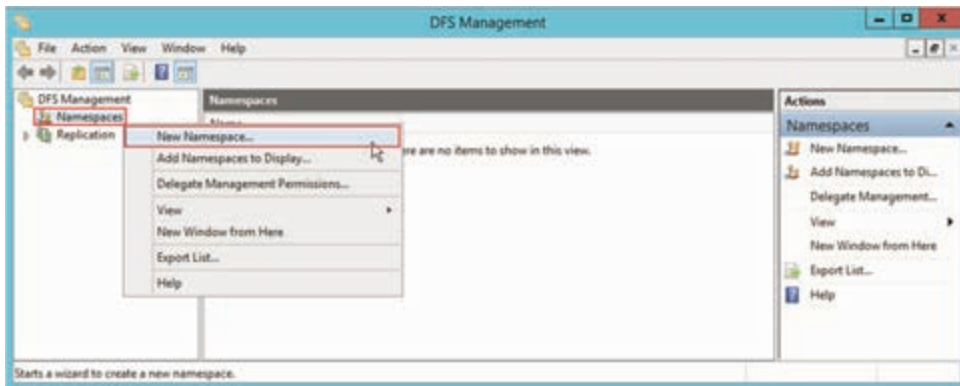 DFS Management
File Action View Window Help
DFS Management
Namespaces
Replication
Namespaces
Name
New Namespace...
Add Namespaces to Display...
Delegate Management Permissions...
View
New Window from Here
Export List...
Help
re are no items to show in this view.
Actions
Namespaces
New Namespace...
Add Namespaces to Di...
Delegate Management...
View
New Window from Here
Export List...
Help
Starts a wizard to create a new namespace.